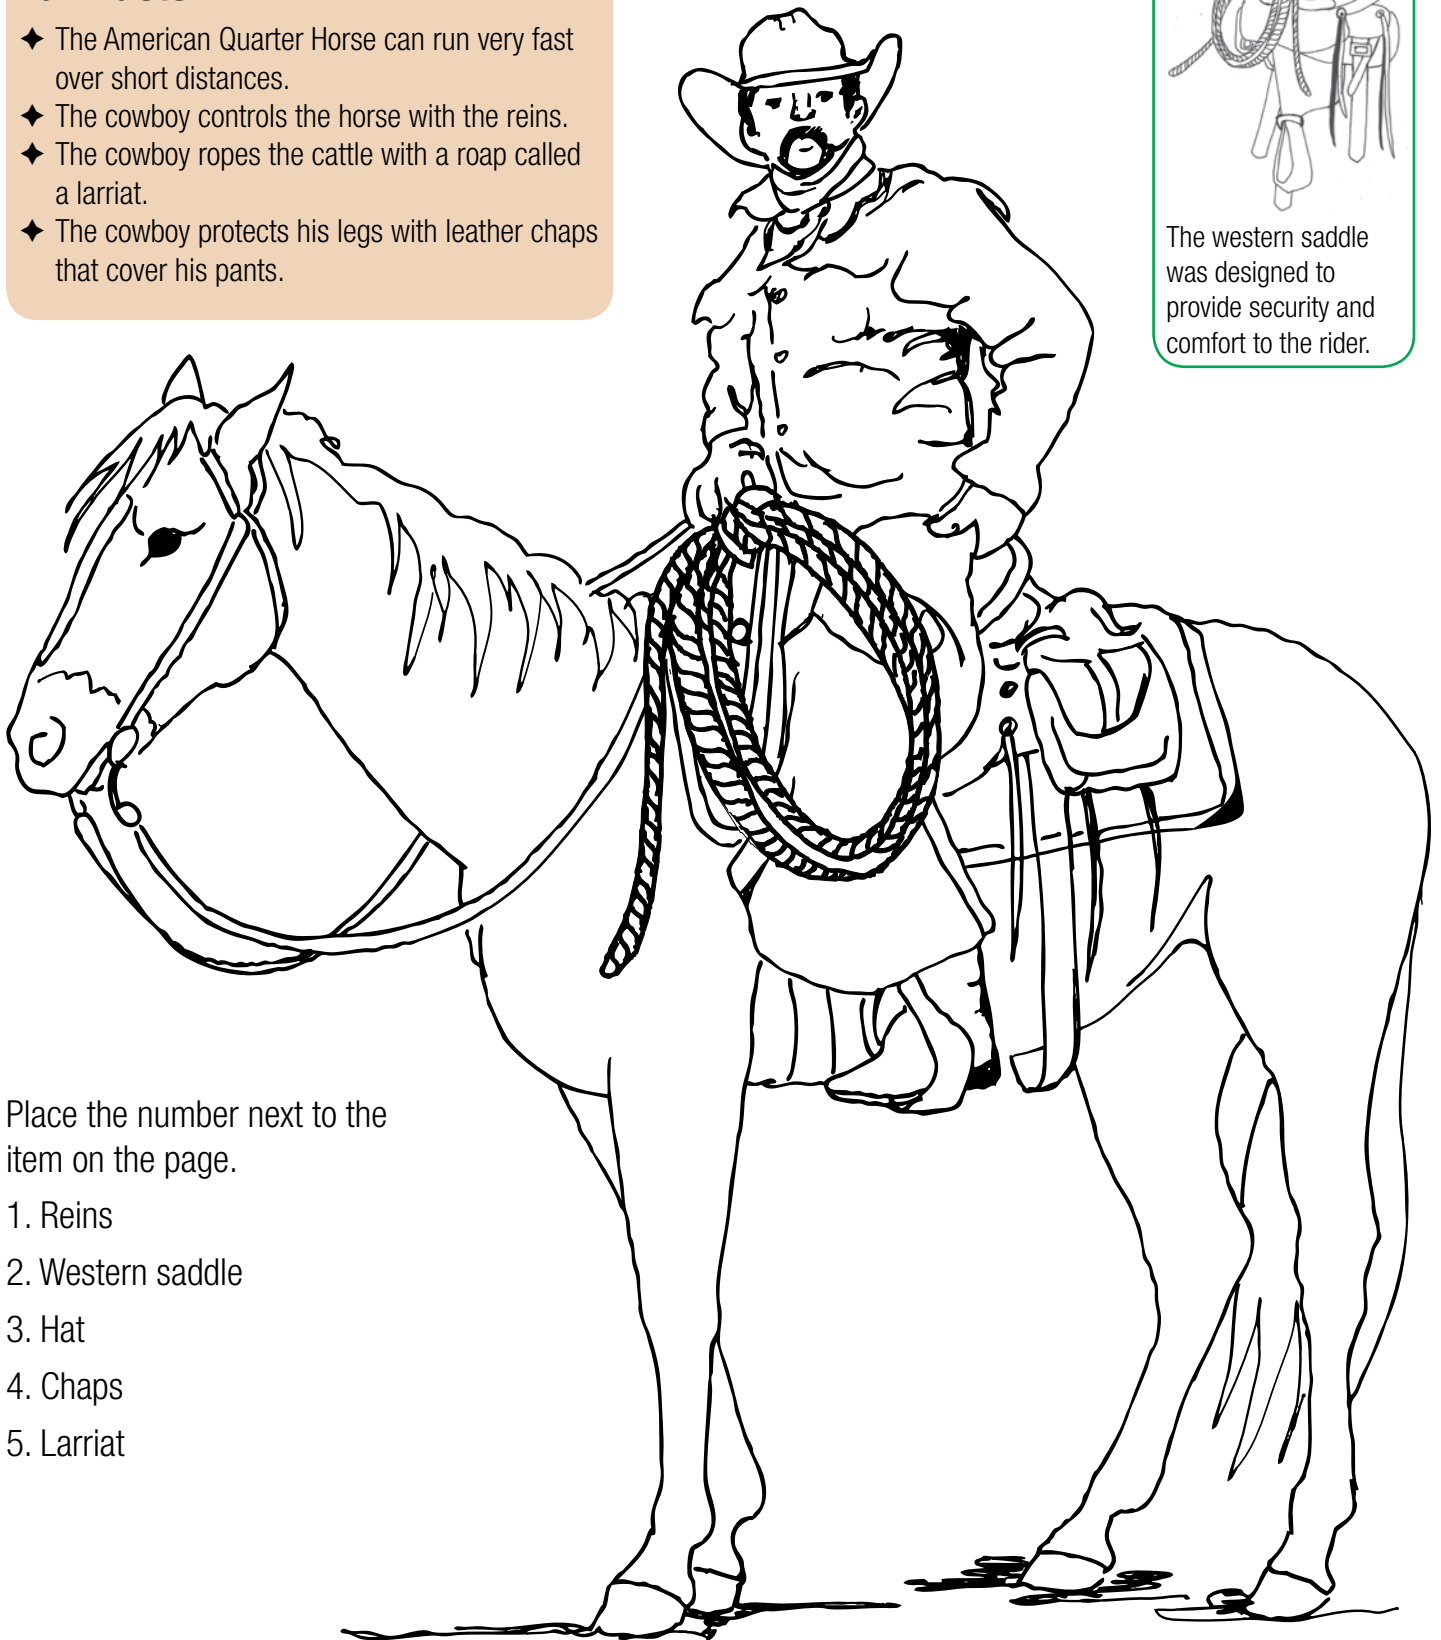 ✦ The American Quarter Horse can run very fast
over short distances.
✦ The cowboy controls the horse with the reins.
✦ The cowboy ropes the cattle with a roap called
a larriat.
✦ The cowboy protects his legs with leather chaps
that cover his pants.
The western saddle
was designed to
provide security and
comfort to the rider.
Place the number next to the
item on the page.
1. Reins
2. Western saddle
3. Hat
4. Chaps
5. Larriat